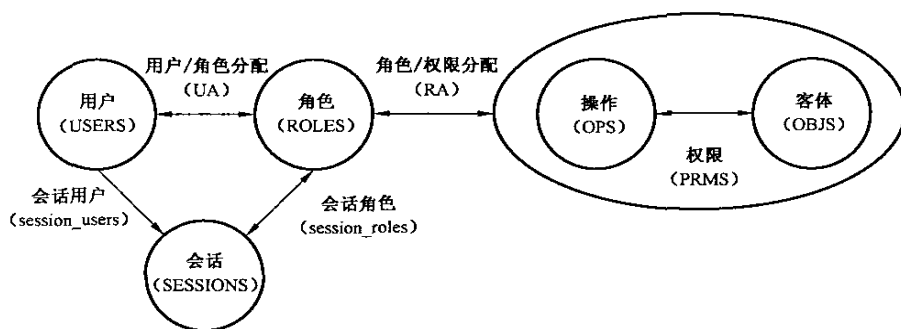 用户/角色分配
(UA)
角色/权限分配
(RA)
用户
(USERS)
角色
(ROLES)
操作
(OPS)
客体
(OBJS)
权限
(PRMS)
会话用户
(session_users)
会话角色
(session_roles)
会话
(SESSIONS)